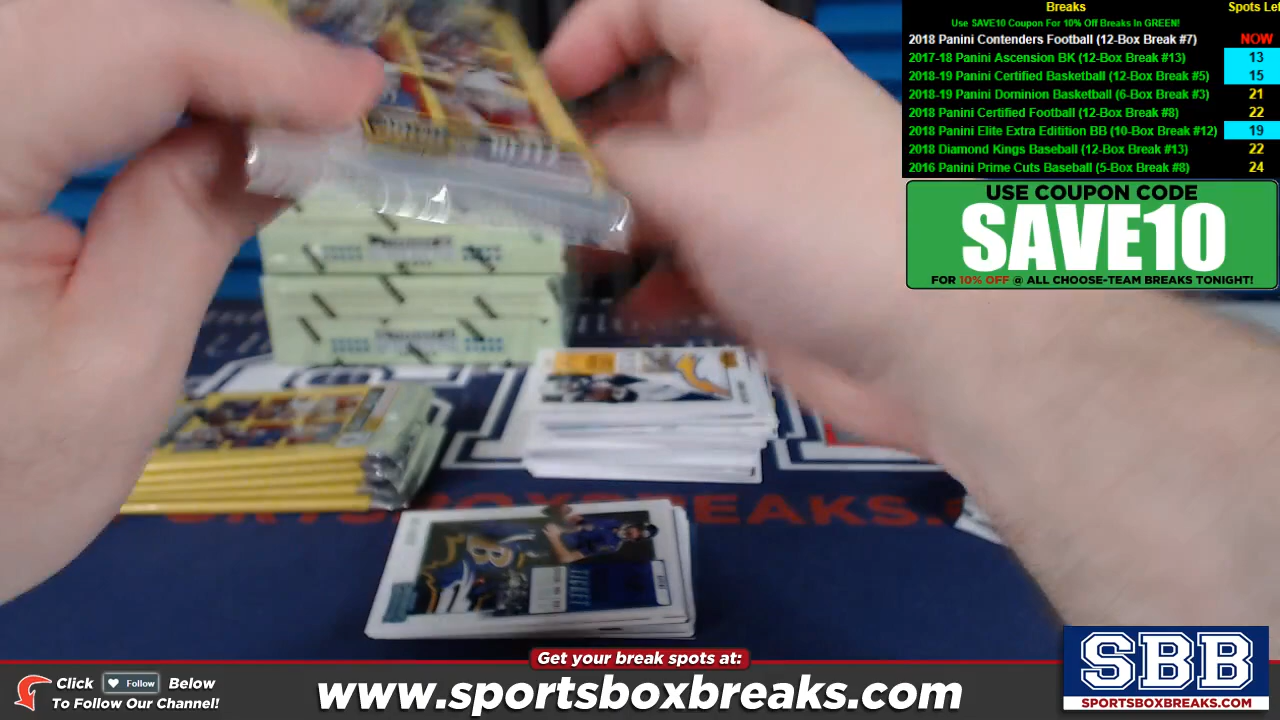 Breaks Spots Lef
Use SAVE10 Coupon For 10% Off Breaks In GREEN!
2018 Panini Contenders Football (12-Box Break #7) NOW
2017-18 Panini Ascension BK (12-Box Break #13) 13
2018-19 Panini Certified Basketball (12-Box Break #5) 15
2018-19 Panini Dominion Basketball (6-Box Break #3) 21
2018 Panini Certified Football (12-Box Break #8) 22
2018 Panini Elite Extra Edition BB (10-Box Break #12) 19
2018 Diamond Kings Baseball (12-Box Break #13) 22
2016 Panini Prime Cuts Baseball (5-Box Break #8) 24
USE COUPON CODE
SAVE10
FOR 10% OFF @ ALL CHOOSE-TEAM BREAKS TONIGHT!
TICKET
Get your break spots at:
Click Follow Below
To Follow Our Channel!
www.sportsboxbreaks.com
SBB
SPORTSBOXBREAKS.COM